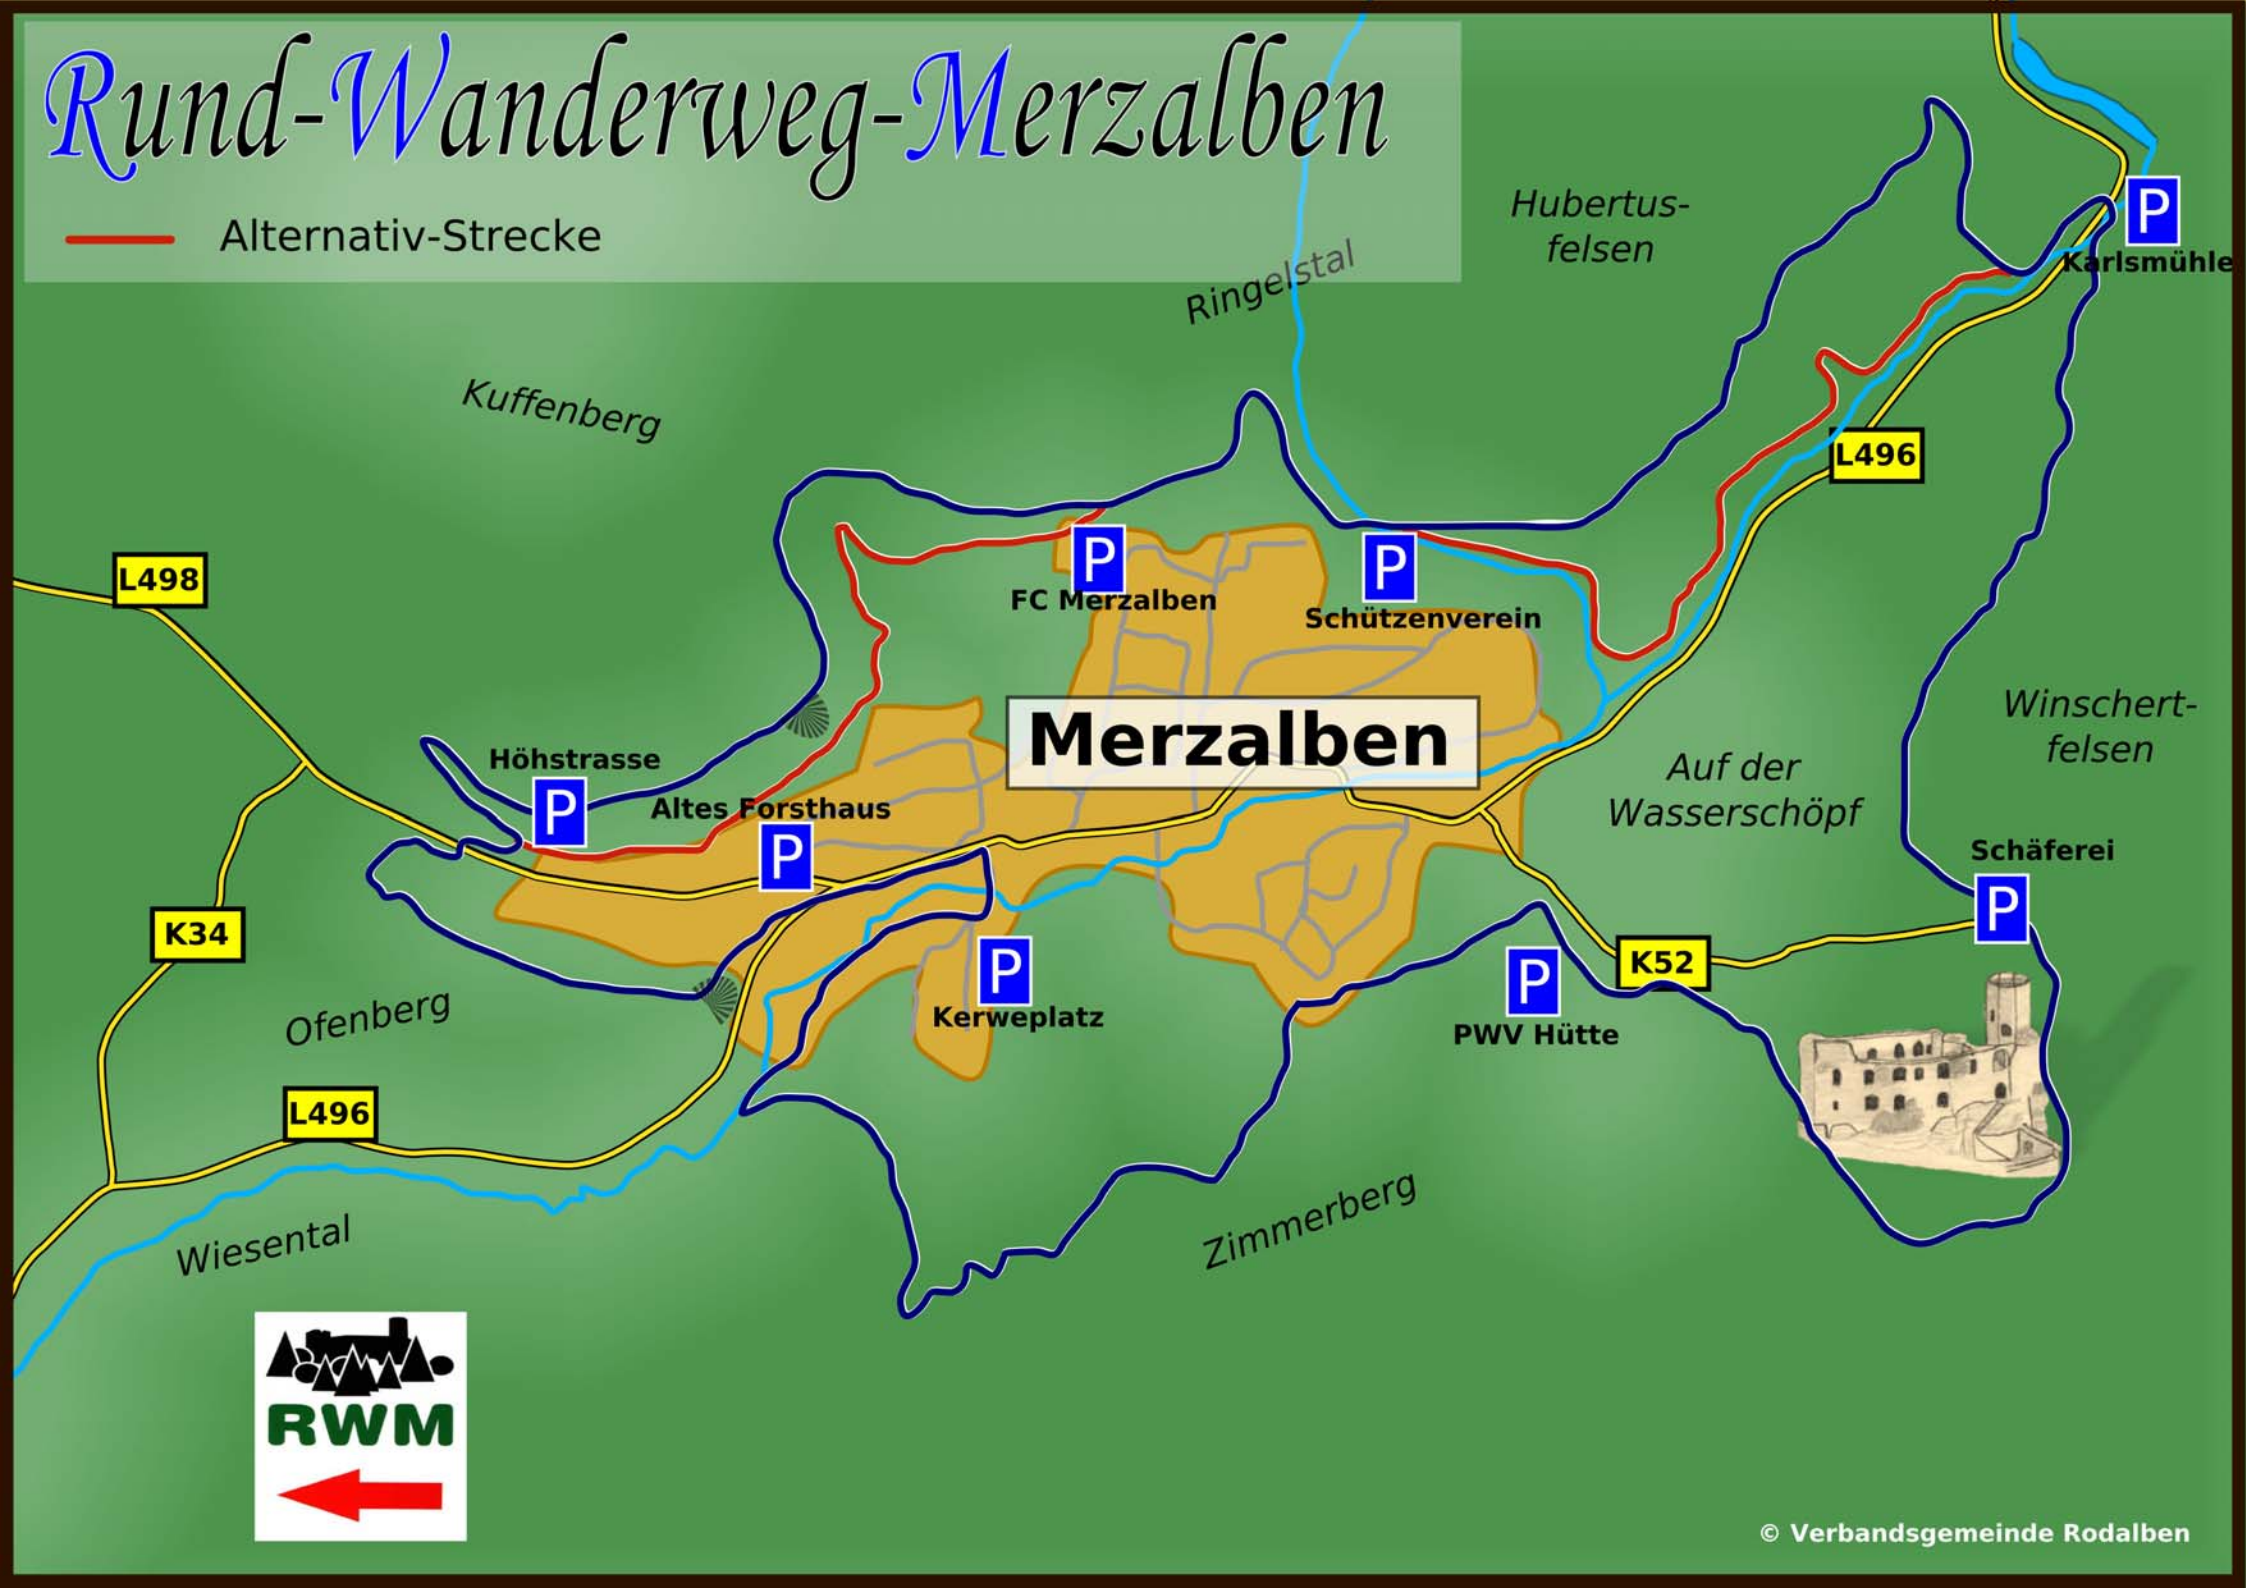 Rund-Wanderweg-Merzalben
Alternativ-Strecke
Hubertus-
felsen
P
Karlsmühle
Ringelstal
Kuffenberg
L496
L498
P
FC Merzalben
P
Schützenverein
Merzalben
Winschert-
felsen
Höhstrasse
P
Altes Forsthaus
P
Auf der
Wasserschöpf
Schäferei
P
K34
K52
P
Kerweplatz
P
PWV Hütte
Ofenberg
L496
Wiesental
Zimmerberg
RWM
© Verbandsgemeinde Rodalben